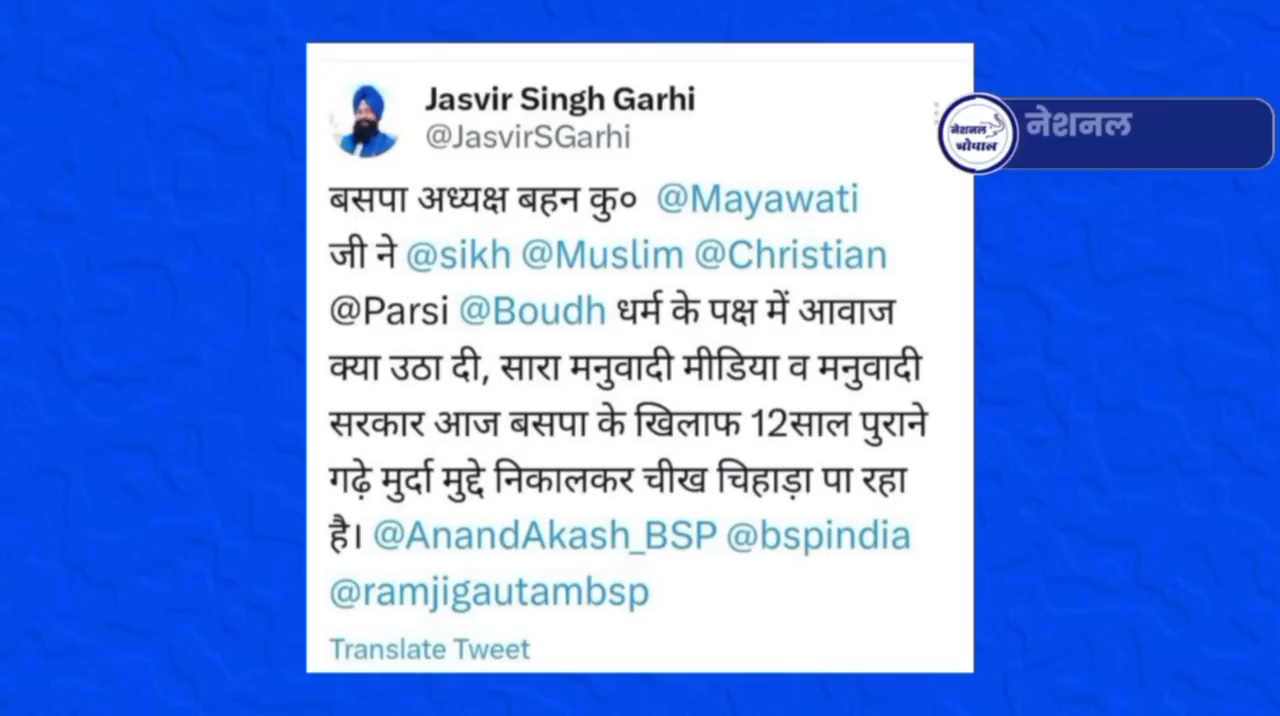 Jasvir Singh Garhi
@JasvirSGarhi
बसपा अध्यक्ष बहन कु० @Mayawati
जी ने @sikh @Muslim @Christian
@Parsi @Boudh धर्म के पक्ष में आवाज
क्या उठा दी, सारा मनुवादी मीडिया व मनुवादी
सरकार आज बसपा के खिलाफ 12साल पुराने
गढ़े मुर्दा मुद्दे निकालकर चीख चिहाड़ा पा रहा
है। @AnandAkash_BSP @bspindia
@ramjigautambsp
Translate Tweet
नेशनल
भोपाल
नेशनल